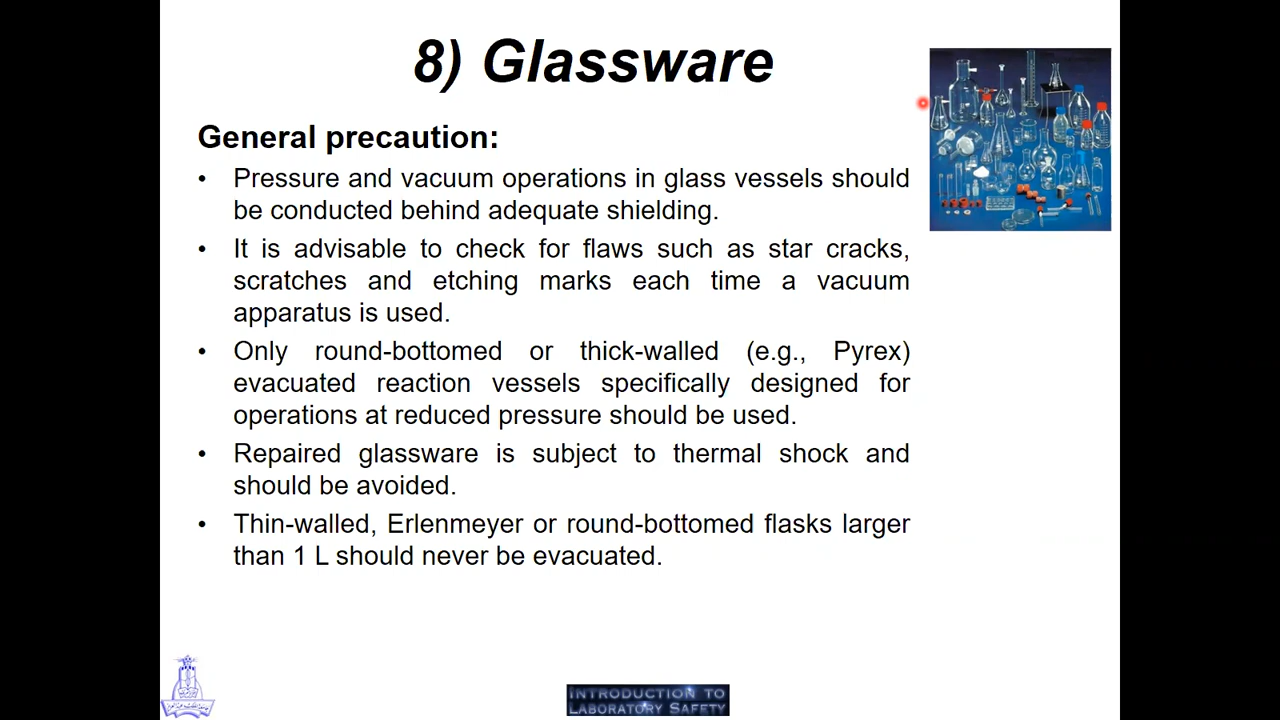 8) Glassware
General precaution:
• Pressure and vacuum operations in glass vessels should
be conducted behind adequate shielding.
• It is advisable to check for flaws such as star cracks,
scratches and etching marks each time a vacuum
apparatus is used.
• Only round-bottomed or thick-walled (e.g., Pyrex)
evacuated reaction vessels specifically designed for
operations at reduced pressure should be used.
• Repaired glassware is subject to thermal shock and
should be avoided.
• Thin-walled, Erlenmeyer or round-bottomed flasks larger
than 1 L should never be evacuated.
INTRODUCTION TO
LABORATORY SAFETY